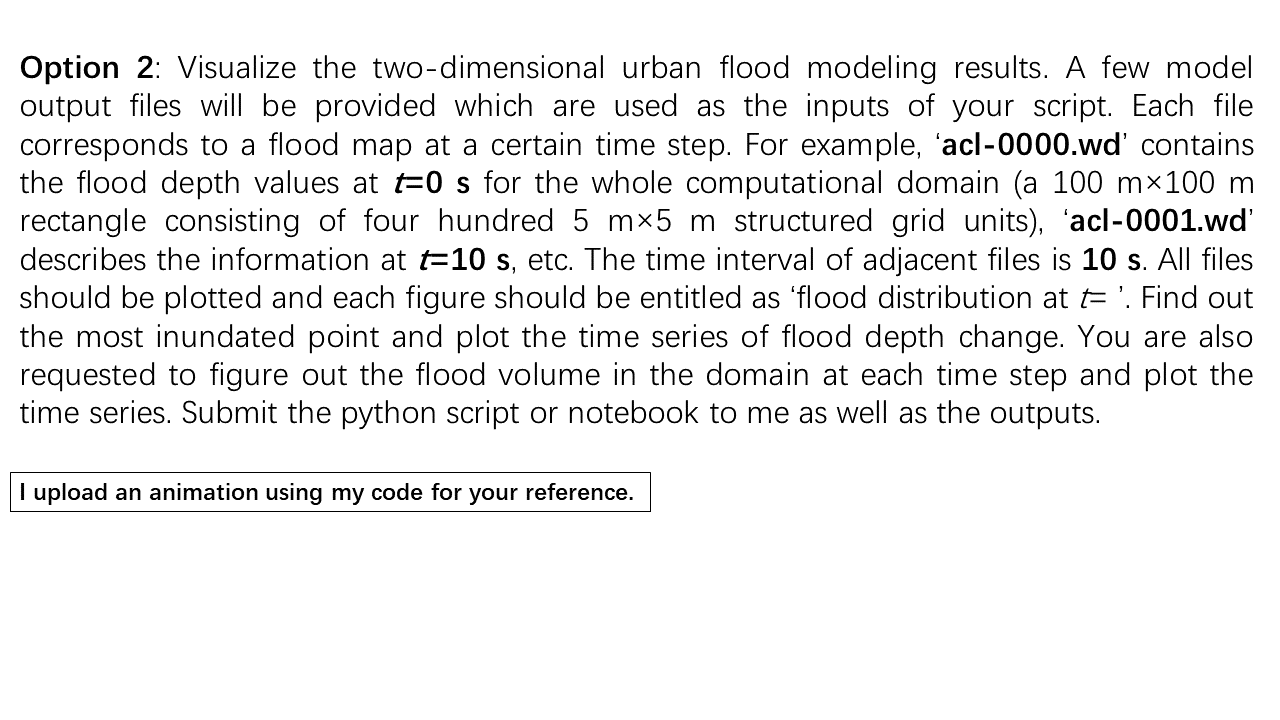 Option 2: Visualize the two-dimensional urban flood modeling results. A few model
output files will be provided which are used as the inputs of your script. Each file
corresponds to a flood map at a certain time step. For example, ‘acl-0000.wd’ contains
the flood depth values at t=0 s for the whole computational domain (a 100 m×100 m
rectangle consisting of four hundred 5 m×5 m structured grid units), ‘acl-0001.wd’
describes the information at t=10 s, etc. The time interval of adjacent files is 10 s. All files
should be plotted and each figure should be entitled as ‘flood distribution at t= ’. Find out
the most inundated point and plot the time series of flood depth change. You are also
requested to figure out the flood volume in the domain at each time step and plot the
time series. Submit the python script or notebook to me as well as the outputs.
I upload an animation using my code for your reference.